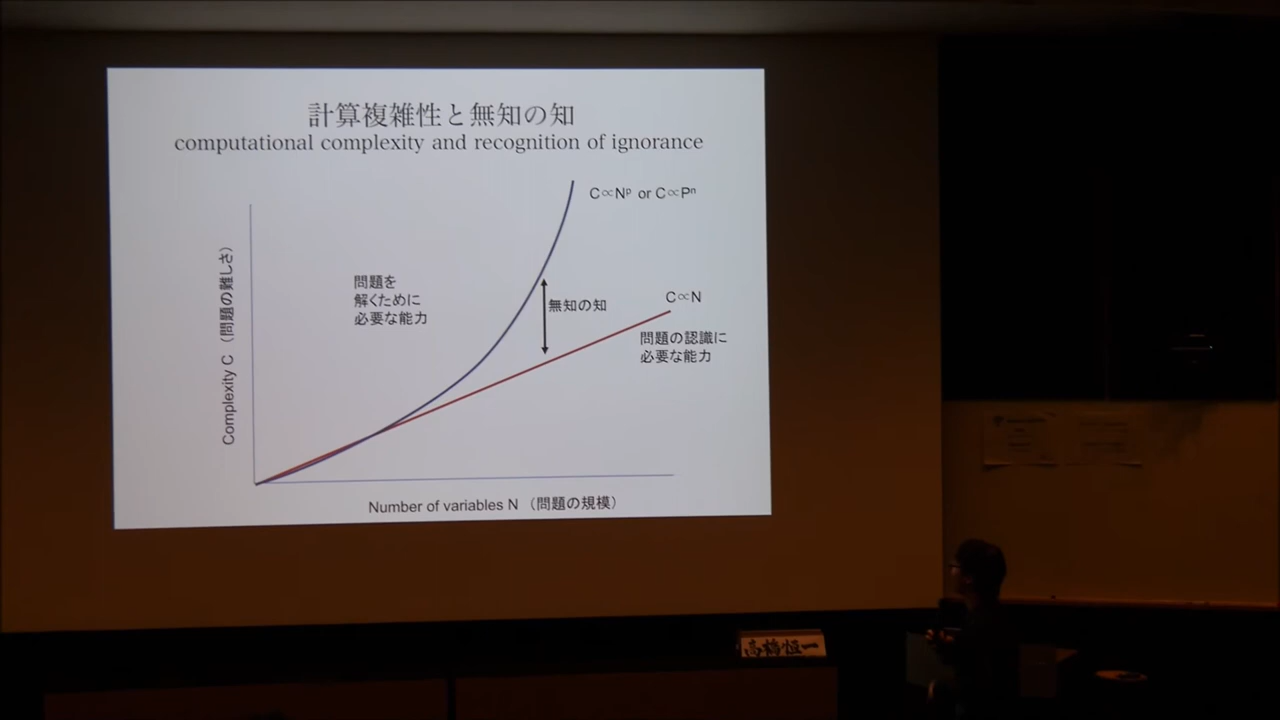 計算複雑性と無知の知
computational complexity and recognition of ignorance
C∝Nᵖ or C∝Pⁿ
問題を
解くために
必要な能力
無知の知
C∝N
問題の認識に
必要な能力
Complexity C （問題の難しさ）
Number of variables N （問題の規模）
高橋恒一